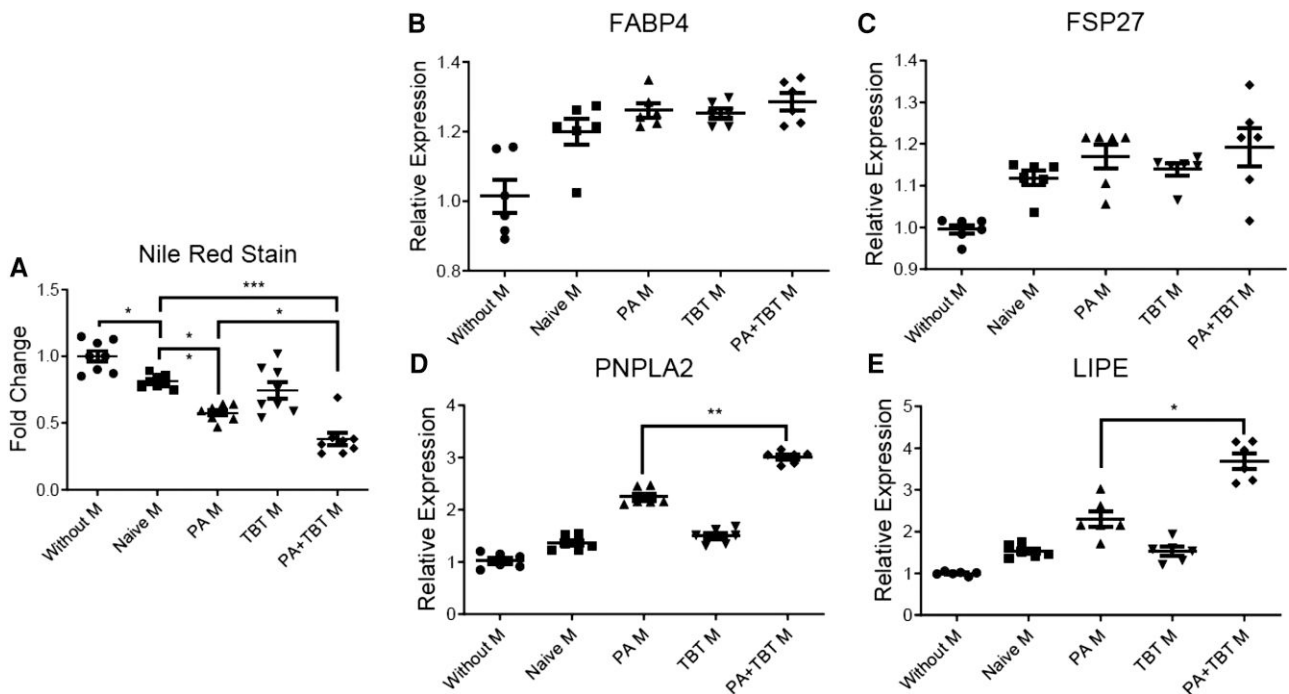 A
Nile Red Stain
Fold Change
1.5
1.0
0.5
0.0
*
*
*
***
*
Without M
Naive M
PA M
TBT M
PA+TBT M
B
FABP4
Relative Expression
1.4
1.2
1.0
0.8
Without M
Naive M
PA M
TBT M
PA+TBT M
C
FSP27
Relative Expression
1.4
1.3
1.2
1.1
1.0
0.9
Without M
Naive M
PA M
TBT M
PA+TBT M
D
PNPLA2
Relative Expression
4
3
2
1
0
**
Without M
Naive M
PA M
TBT M
PA+TBT M
E
LIPE
Relative Expression
5
4
3
2
1
0
*
Without M
Naive M
PA M
TBT M
PA+TBT M